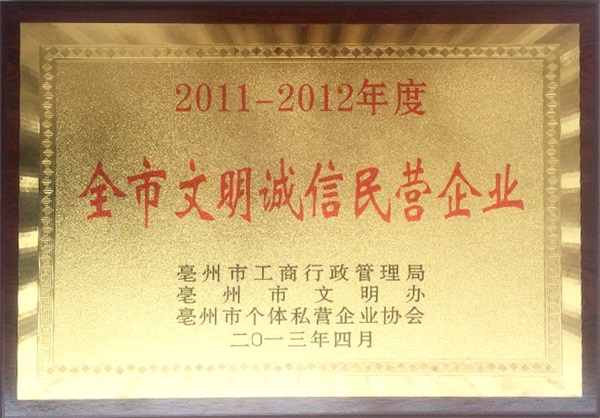 2011-2012年度
全市文明诚信民营企业
亳州市工商行政管理局
亳州市文明办
亳州市个体私营企业协会
二〇一三年四月